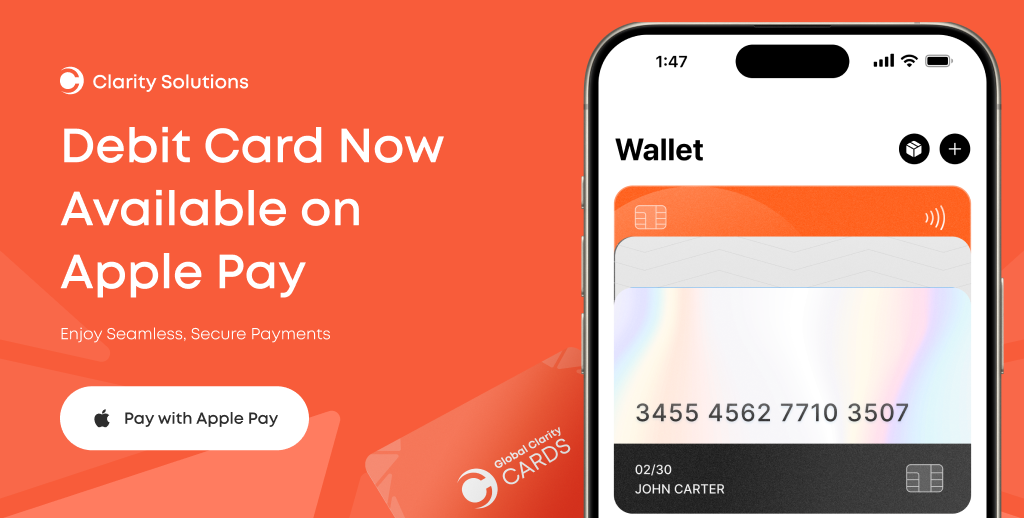 Clarity Solutions
Debit Card Now
Available on
Apple Pay
Enjoy Seamless, Secure Payments
Pay with Apple Pay
Global Clarity
CARDS
1:47
Wallet
3455 4562 7710 3507
02/30
JOHN CARTER